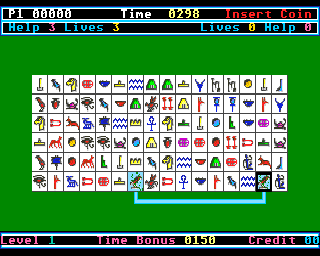 P1 00000 Time 0298 Insert Coin
Help 3 Lives 3 Lives 0 Help 0
Level 1 Time Bonus 0150 Credit 00